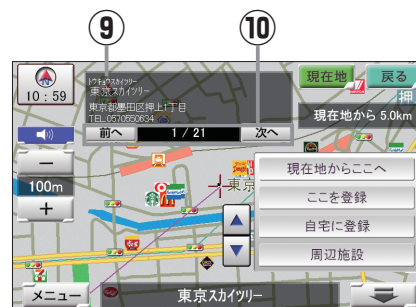 ⑨
⑩
トウキョウスカイツリー
東京スカイツリー
東京都墨田区押上1丁目
TEL.0570550634
前へ
1 / 21
次へ
10：59
現在地
戻る
押
現在地から 5.0km
－
100m
＋
東京
現在地からここへ
ここを登録
自宅に登録
周辺施設
メニュー
東京スカイツリー